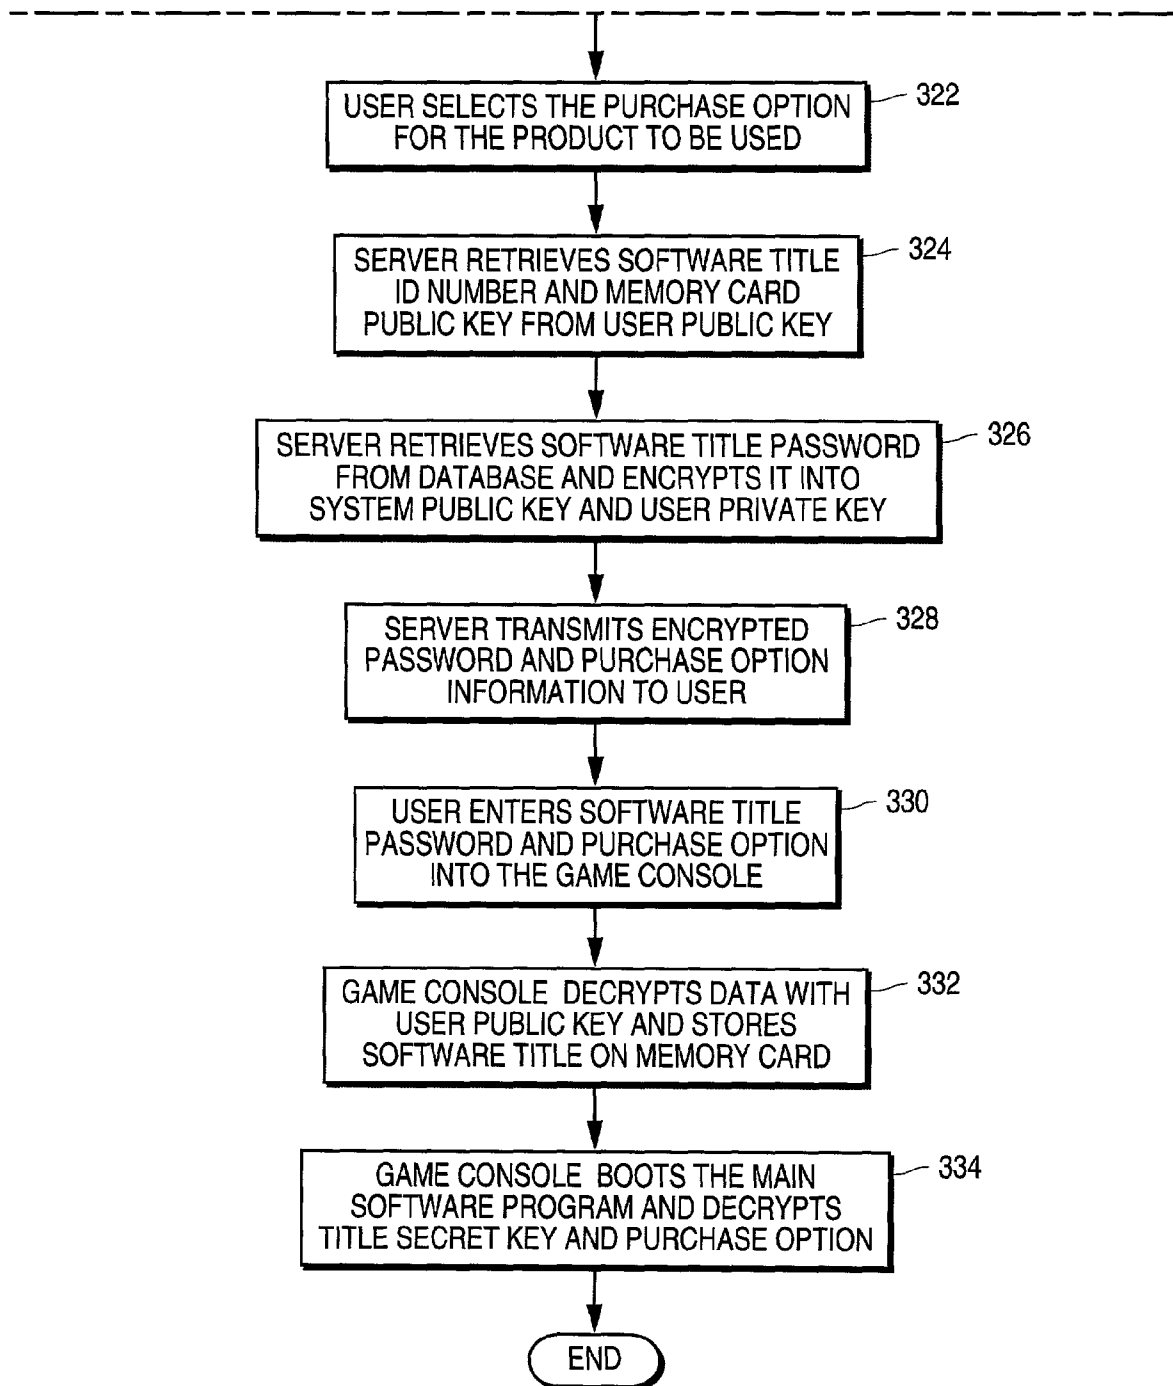 USER SELECTS THE PURCHASE OPTION
FOR THE PRODUCT TO BE USED
322
SERVER RETRIEVES SOFTWARE TITLE
ID NUMBER AND MEMORY CARD
PUBLIC KEY FROM USER PUBLIC KEY
324
SERVER RETRIEVES SOFTWARE TITLE PASSWORD
FROM DATABASE AND ENCRYPTS IT INTO
SYSTEM PUBLIC KEY AND USER PRIVATE KEY
326
SERVER TRANSMITS ENCRYPTED
PASSWORD AND PURCHASE OPTION
INFORMATION TO USER
328
USER ENTERS SOFTWARE TITLE
PASSWORD AND PURCHASE OPTION
INTO THE GAME CONSOLE
330
GAME CONSOLE DECRYPTS DATA WITH
USER PUBLIC KEY AND STORES
SOFTWARE TITLE ON MEMORY CARD
332
GAME CONSOLE BOOTS THE MAIN
SOFTWARE PROGRAM AND DECRYPTS
TITLE SECRET KEY AND PURCHASE OPTION
334
END